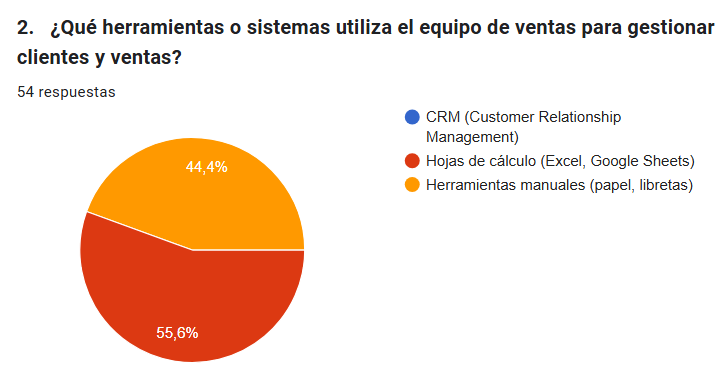 2. ¿Qué herramientas o sistemas utiliza el equipo de ventas para gestionar
clientes y ventas?
54 respuestas
CRM (Customer Relationship
Management)
Hojas de cálculo (Excel, Google Sheets)
Herramientas manuales (papel, libretas)
44,4%
55,6%